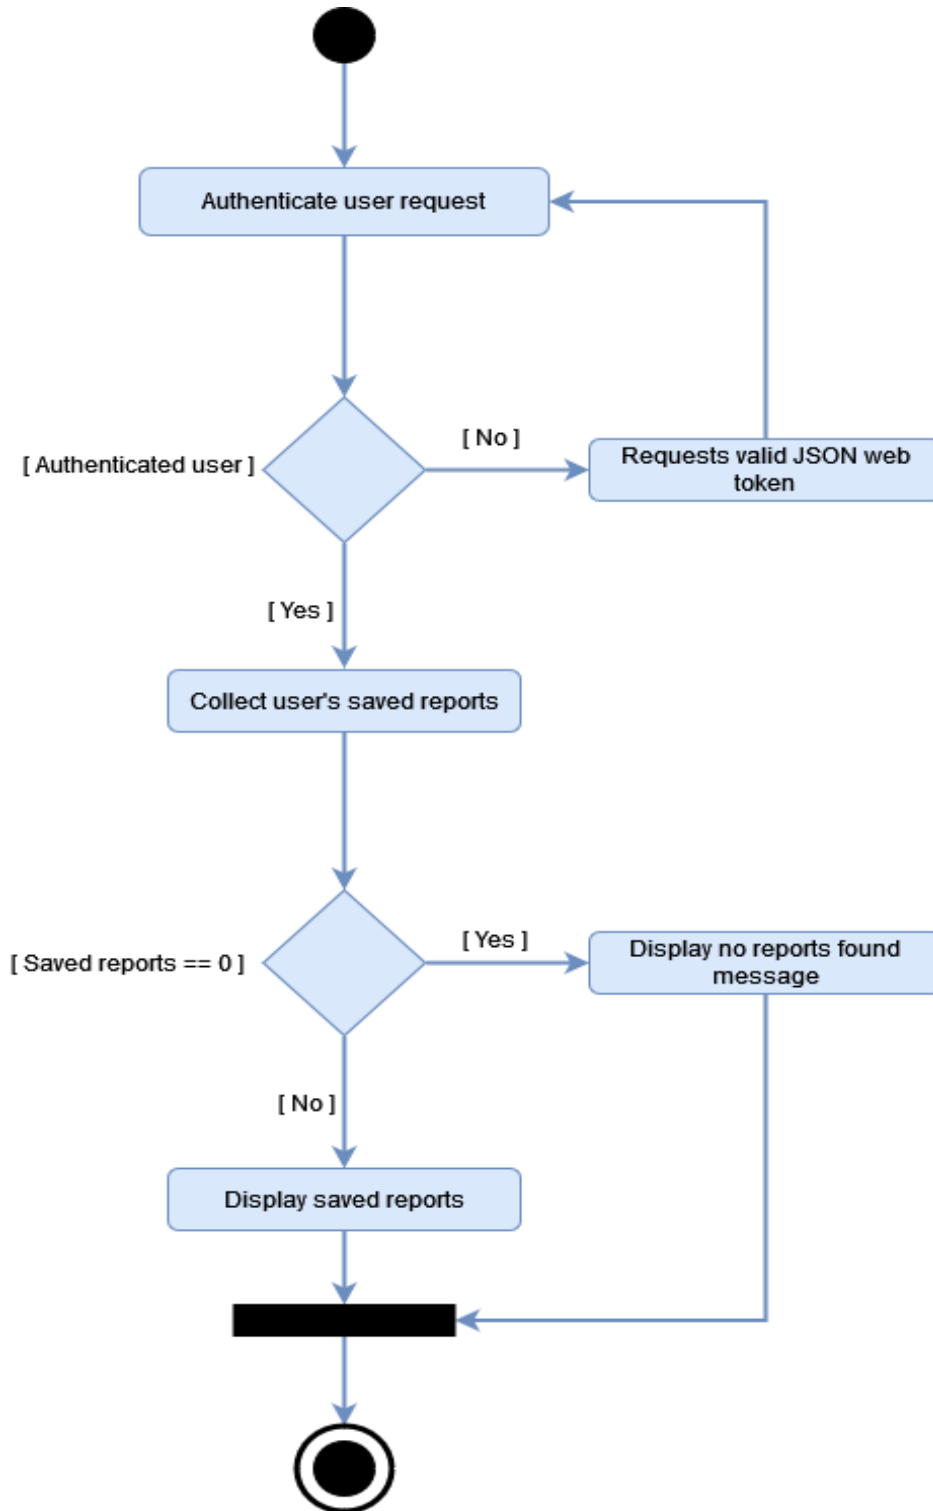 Authenticate user request
[ No ]
[ Authenticated user ]
Requests valid JSON web
token
[ Yes ]
Collect user's saved reports
[ Yes ]
Display no reports found
message
[ Saved reports == 0 ]
[ No ]
Display saved reports